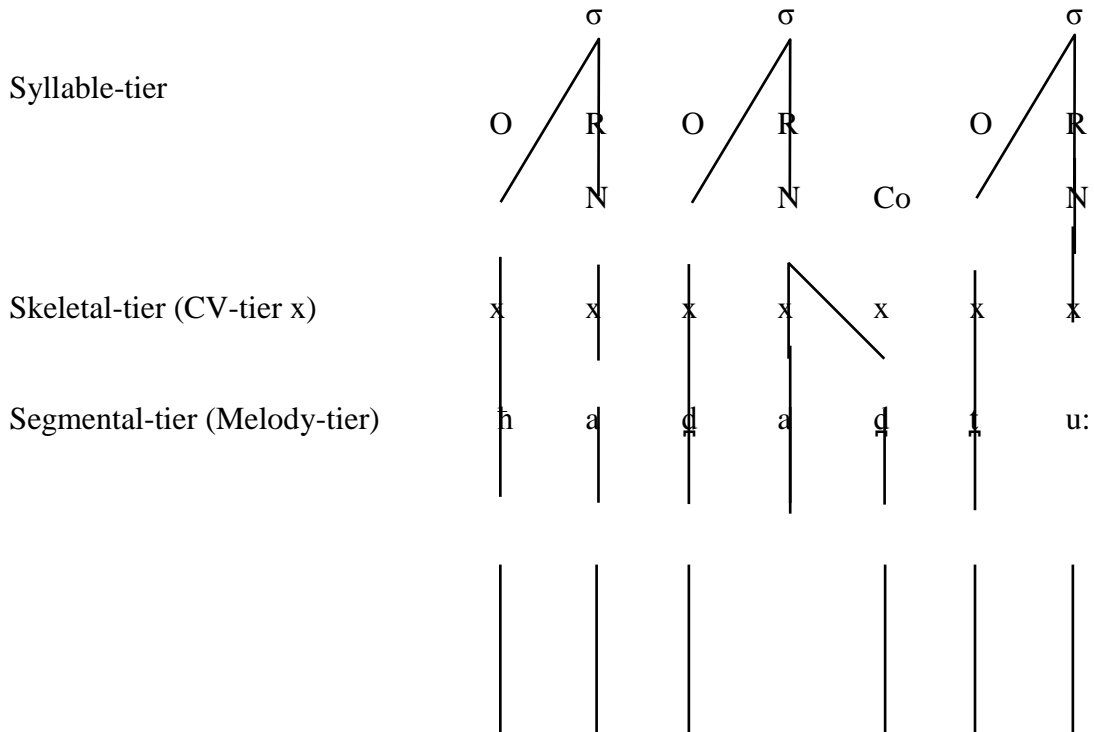 σ σ σ
Syllable-tier
O R O R O R
N N Co N
Skeletal-tier (CV-tier x) x x x x x x x
Segmental-tier (Melody-tier) ħ a d̪ a d̪ t̪ u: